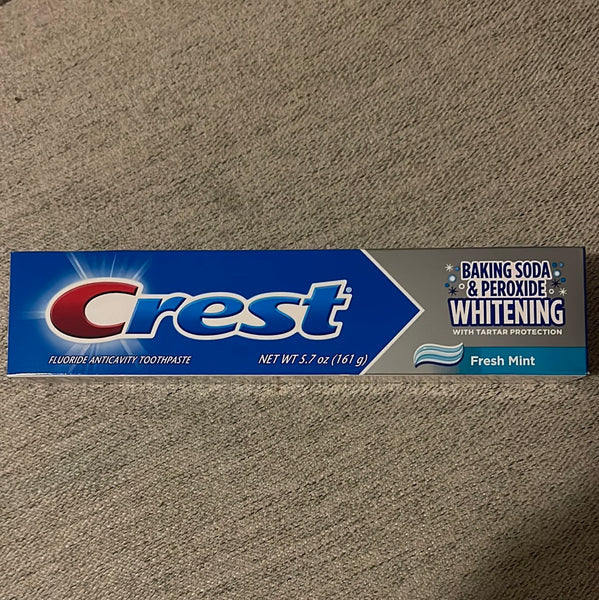 Crest®
FLUORIDE ANTICAVITY TOOTHPASTE
NET WT 5.7 oz (161 g)
BAKING SODA
& PEROXIDE
WHITENING
WITH TARTAR PROTECTION
Fresh Mint